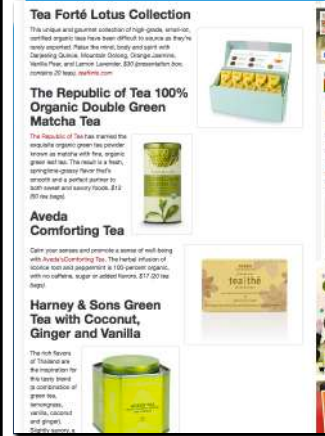 Tea Forté Lotus Collection
This unique and gourmet collection of high-grade, small-lot,
certified organic teas have been difficult to source as they're
rarely exported. Relax the mind, body and spirit with
Darjeeling Quince, Mountain Oolong, Orange Jasmine,
Vanilla Pear, and Lemon Lavender. $30 (presentation box,
contains 20 teas), teaforte.com
The Republic of Tea 100%
Organic Double Green
Matcha Tea
The Republic of Tea has married the
exquisite organic green tea powder
known as matcha with fine, organic
green leaf tea. The result is a fresh,
springtime-grassy flavor that's
smooth and a perfect partner to
both sweet and savory foods. $12
(50 tea bags).
Aveda
Comforting Tea
Calm your senses and promote a sense of well-being
with Aveda'sComforting Tea. The herbal infusion of
licorice root and peppermint is 100-percent organic,
with no caffeine, sugar or added flavors. $17 (20 tea
bags)
tea|thé
Harney & Sons Green
Tea with Coconut,
Ginger and Vanilla
The rich flavors
of Thailand are
the inspiration for
this tasty blend
(a combination of
green tea,
lemongrass,
vanilla, coconut
and ginger).
Slightly savory, a